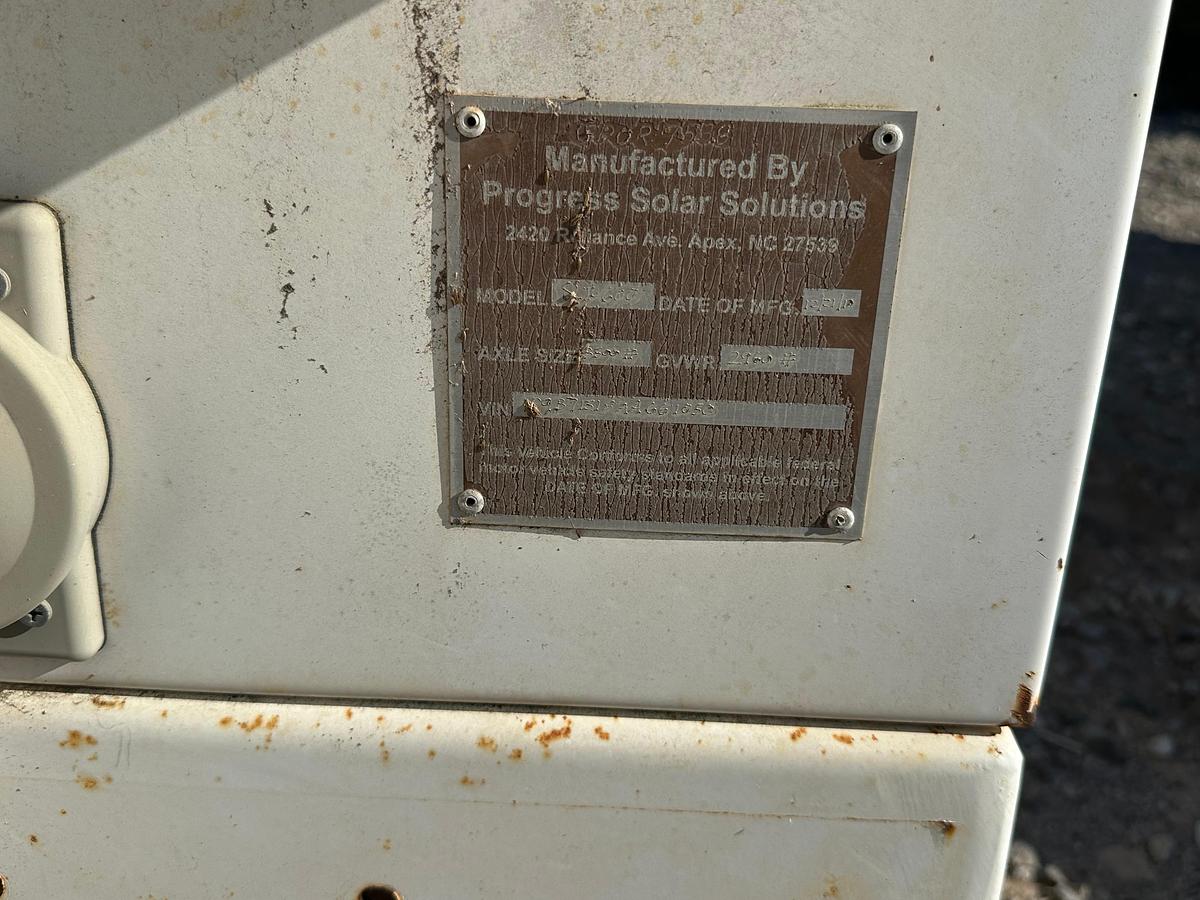 Manufactured By
Progress Solar Solutions
2420 Reliance Ave. Apex, NC 27539
MODEL DATE OF MFG.
AXLE SIZE GVWR 2960 #
VIN
This Vehicle Conforms to all applicable federal
motor vehicle safety standards in effect on the
DATE OF MFG. shown above.